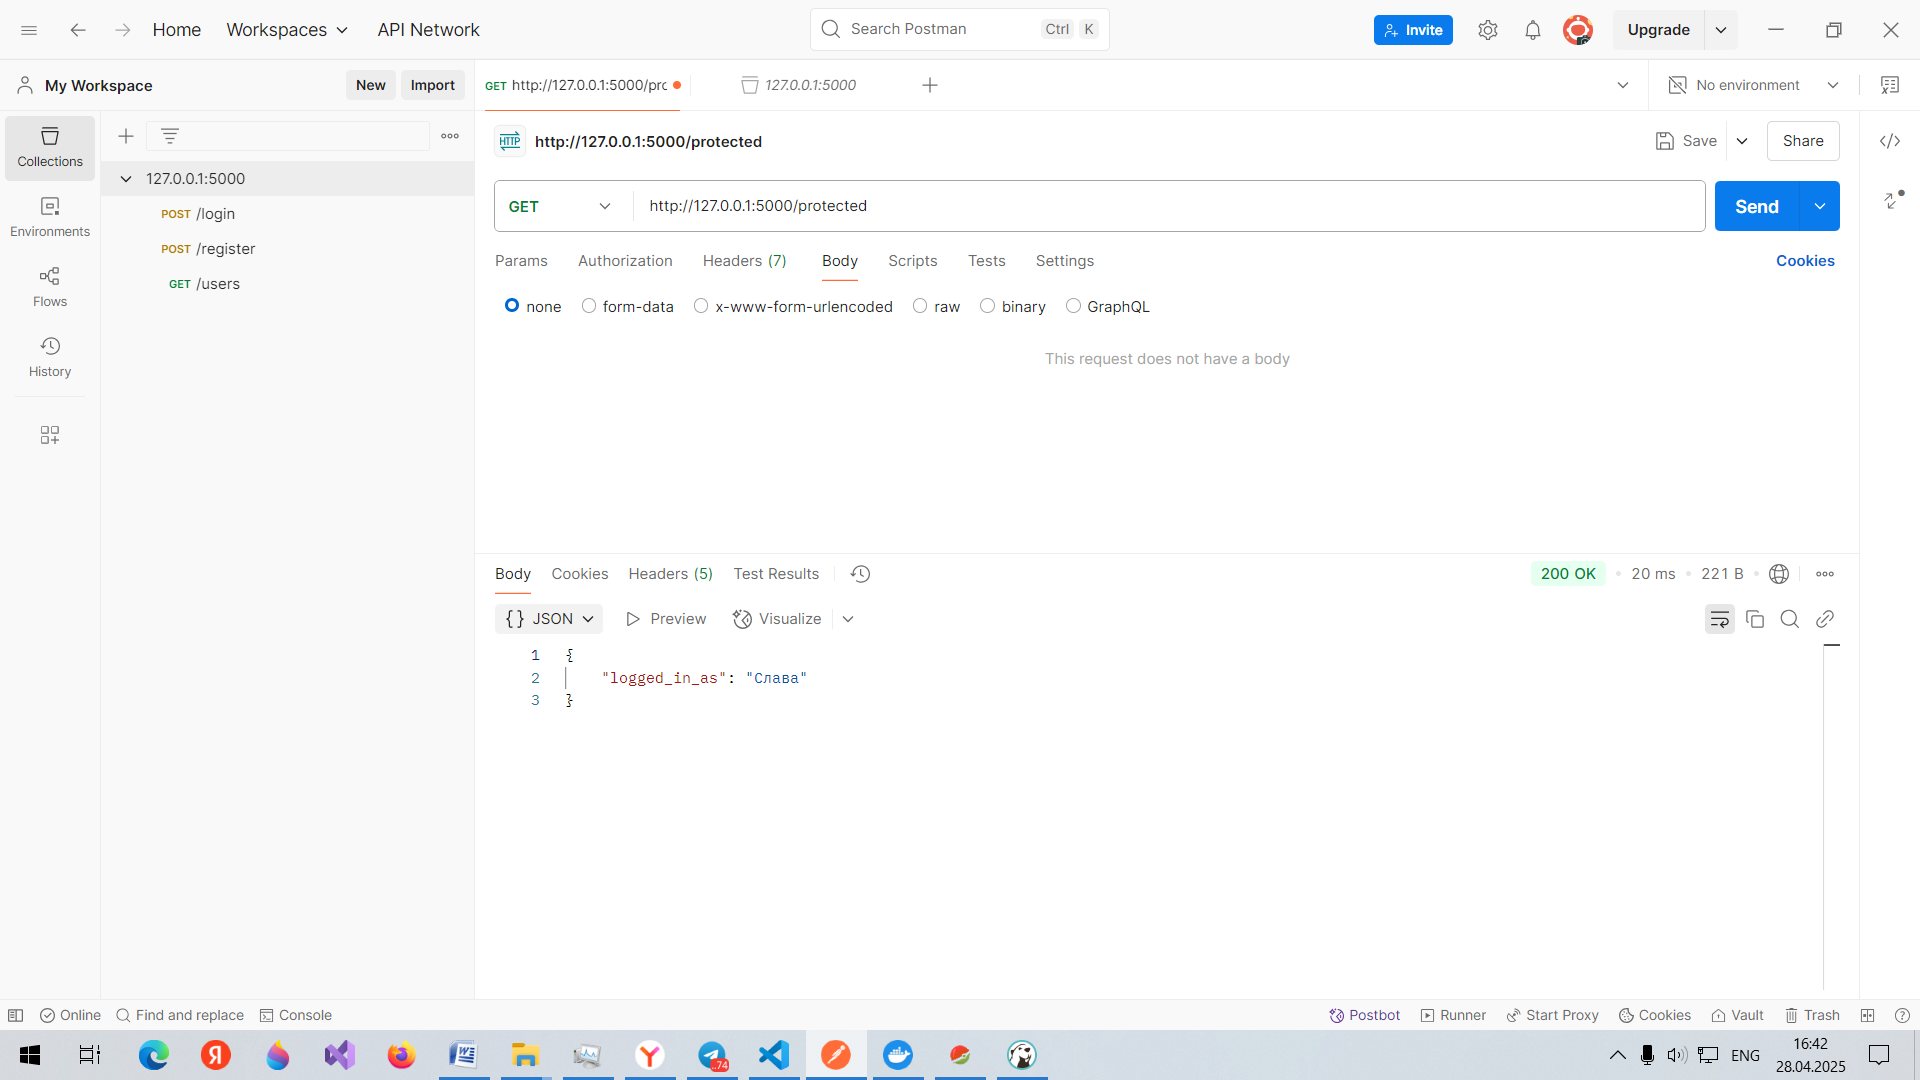 Home
Workspaces
API Network
Search Postman
Ctrl K
Invite
Upgrade
My Workspace
New
Import
GET http://127.0.0.1:5000/prc
127.0.0.1:5000
No environment
Collections
Environments
Flows
History
127.0.0.1:5000
POST /login
POST /register
GET /users
HTTP http://127.0.0.1:5000/protected
Save
Share
GET
http://127.0.0.1:5000/protected
Send
Params
Authorization
Headers (7)
Body
Scripts
Tests
Settings
Cookies
none
form-data
x-www-form-urlencoded
raw
binary
GraphQL
This request does not have a body
Body
Cookies
Headers (5)
Test Results
200 OK
20 ms
221 B
{} JSON
Preview
Visualize
1 {
2 "logged_in_as": "Слава"
3 }
Online
Find and replace
Console
Postbot
Runner
Start Proxy
Cookies
Vault
Trash
Я
W
Y
..74
ENG
16:42
28.04.2025